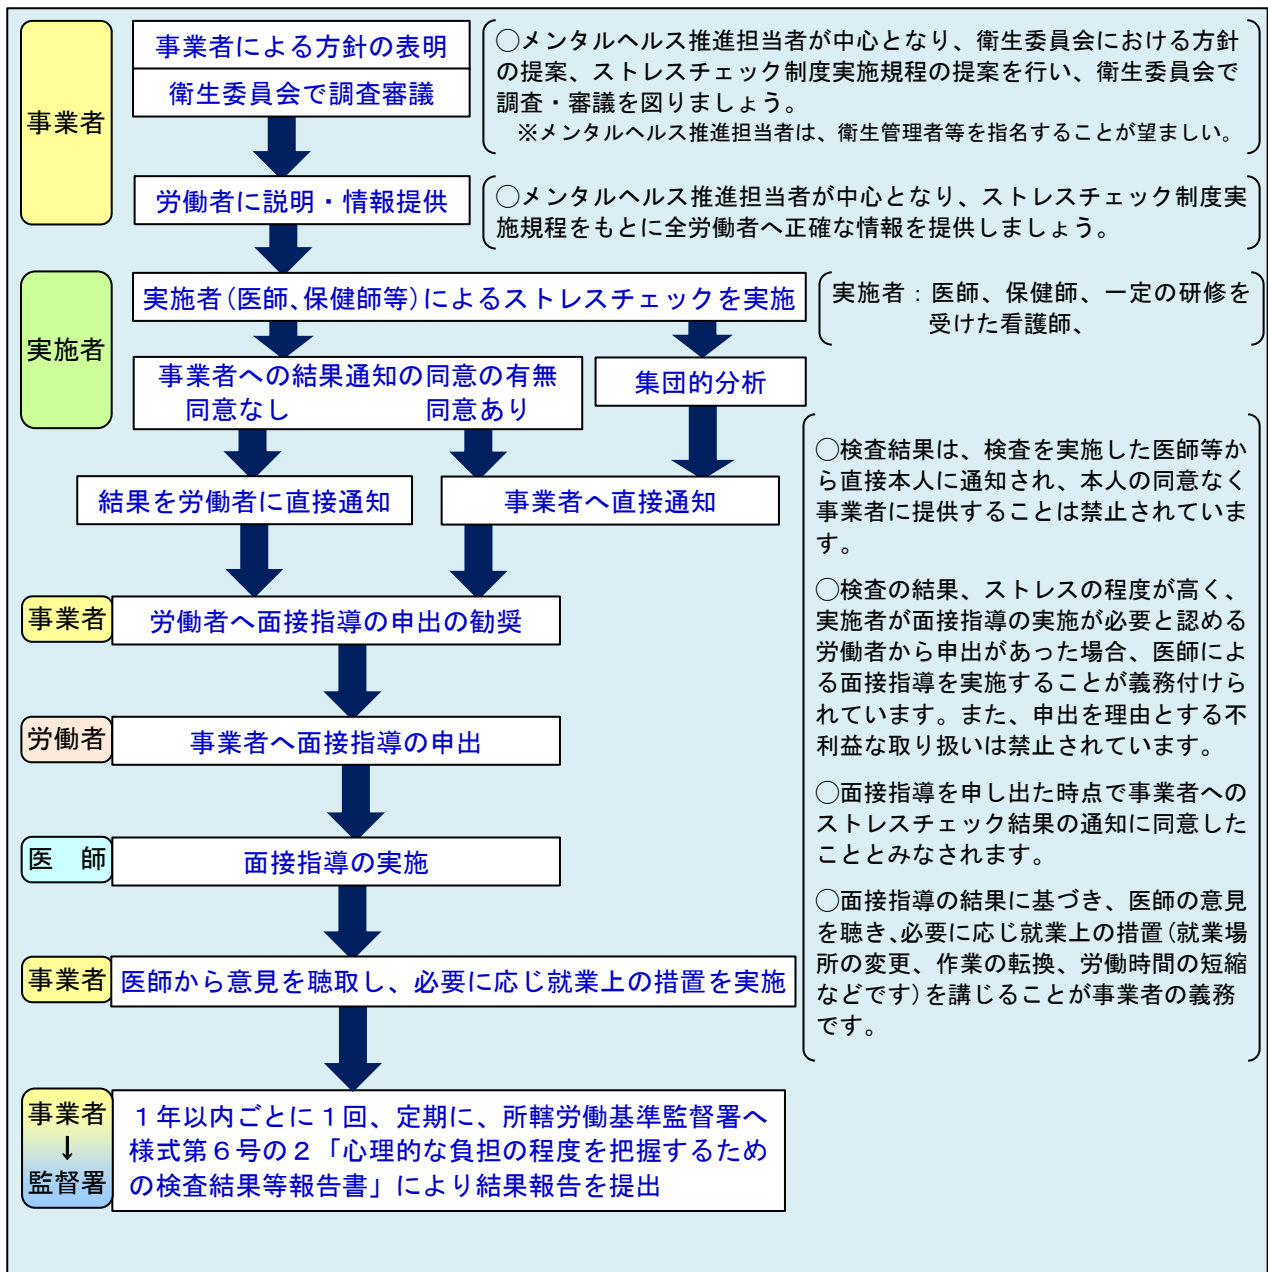 事業者
事業者による方針の表明
衛生委員会で調査審議
○メンタルヘルス推進担当者が中心となり、衛生委員会における方針
の提案、ストレスチェック制度実施規程の提案を行い、衛生委員会で
調査・審議を図りましょう。
※メンタルヘルス推進担当者は、衛生管理者等を指名することが望ましい。
労働者に説明・情報提供
○メンタルヘルス推進担当者が中心となり、ストレスチェック制度実
施規程をもとに全労働者へ正確な情報を提供しましょう。
実施者
実施者(医師、保健師等)によるストレスチェックを実施
実施者：医師、保健師、一定の研修を
受けた看護師、
事業者への結果通知の同意の有無
同意なし 同意あり
集団的分析
結果を労働者に直接通知
事業者へ直接通知
○検査結果は、検査を実施した医師等か
ら直接本人に通知され、本人の同意なく
事業者に提供することは禁止されていま
す。
○検査の結果、ストレスの程度が高く、
実施者が面接指導の実施が必要と認める
労働者から申出があった場合、医師によ
る面接指導を実施することが義務付けら
れています。また、申出を理由とする不
利益な取り扱いは禁止されています。
○面接指導を申し出た時点で事業者への
ストレスチェック結果の通知に同意した
こととみなされます。
○面接指導の結果に基づき、医師の意見
を聴き、必要に応じ就業上の措置(就業場
所の変更、作業の転換、労働時間の短縮
などです)を講じることが事業者の義務
です。
事業者
労働者へ面接指導の申出の勧奨
労働者
事業者へ面接指導の申出
医　師
面接指導の実施
事業者
医師から意見を聴取し、必要に応じ就業上の措置を実施
事業者
↓
監督署
１年以内ごとに１回、定期に、所轄労働基準監督署へ
様式第６号の２「心理的な負担の程度を把握するため
の検査結果等報告書」により結果報告を提出